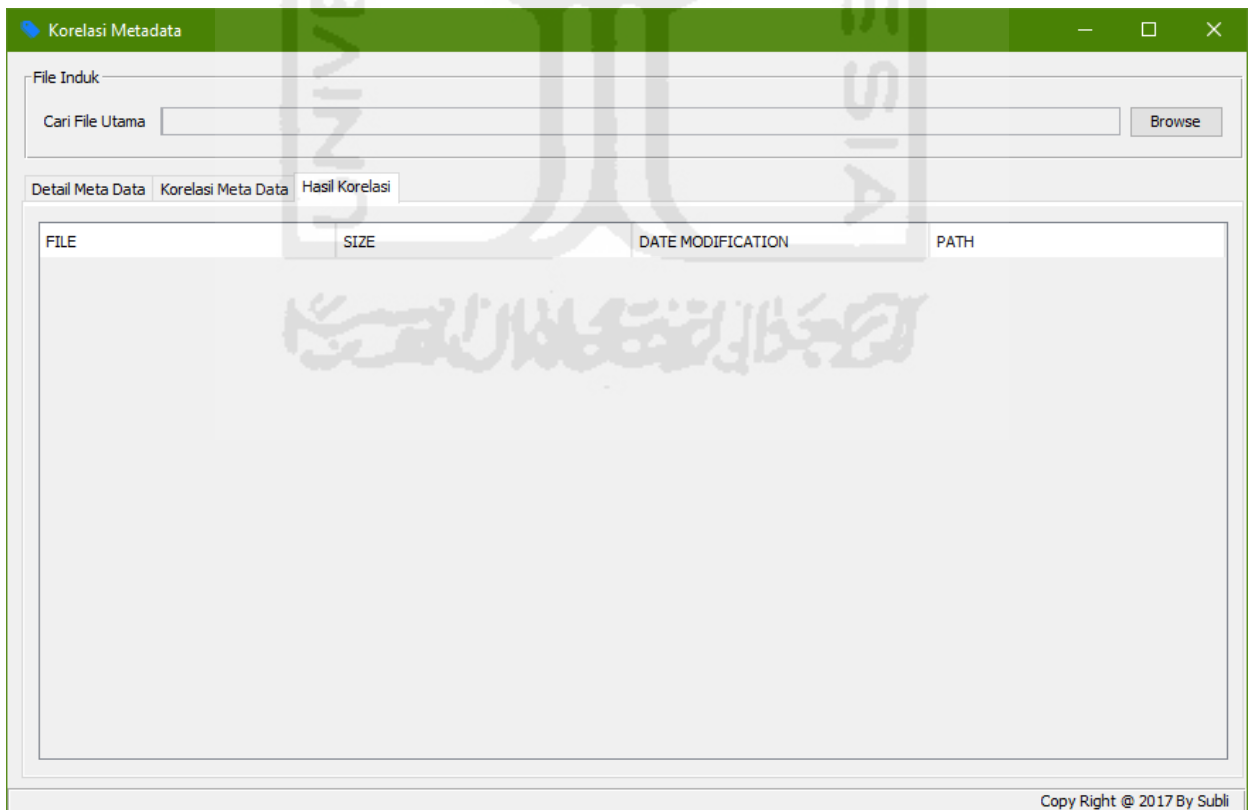 Korelasi Metadata
File Induk
Cari File Utama Browse
Detail Meta Data Korelasi Meta Data Hasil Korelasi
FILE SIZE DATE MODIFICATION PATH
Copy Right @ 2017 By Subli